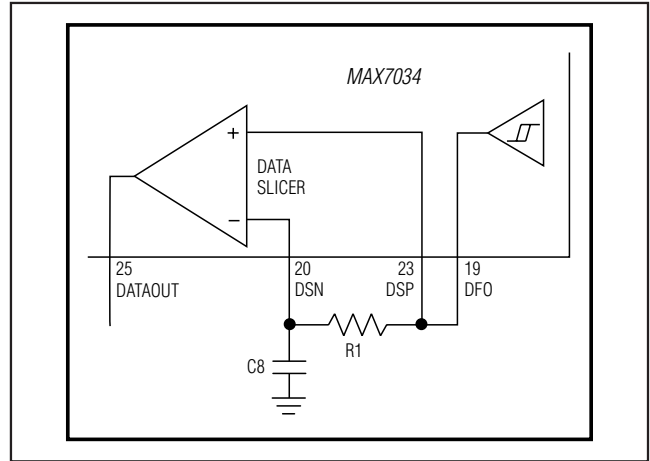 MAX7034
+
DATA
SLICER
−
25
DATAOUT
20
DSN
23
DSP
19
DFO
R1
C8